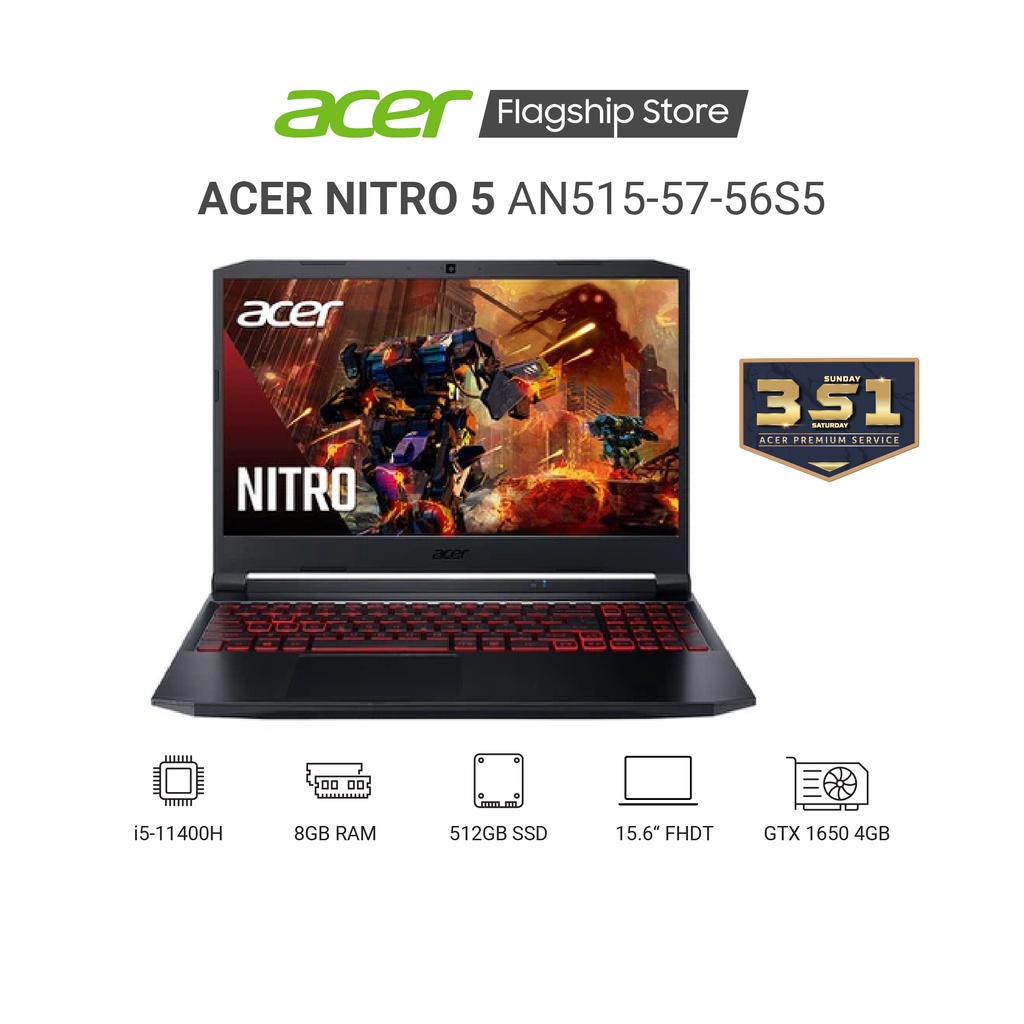 acer Flagship Store
ACER NITRO 5 AN515-57-56S5
acer
NITRO
acer
SUNDAY
3S1
SATURDAY
ACER PREMIUM SERVICE
i5-11400H
8GB RAM
512GB SSD
15.6“ FHDT
GTX 1650 4GB